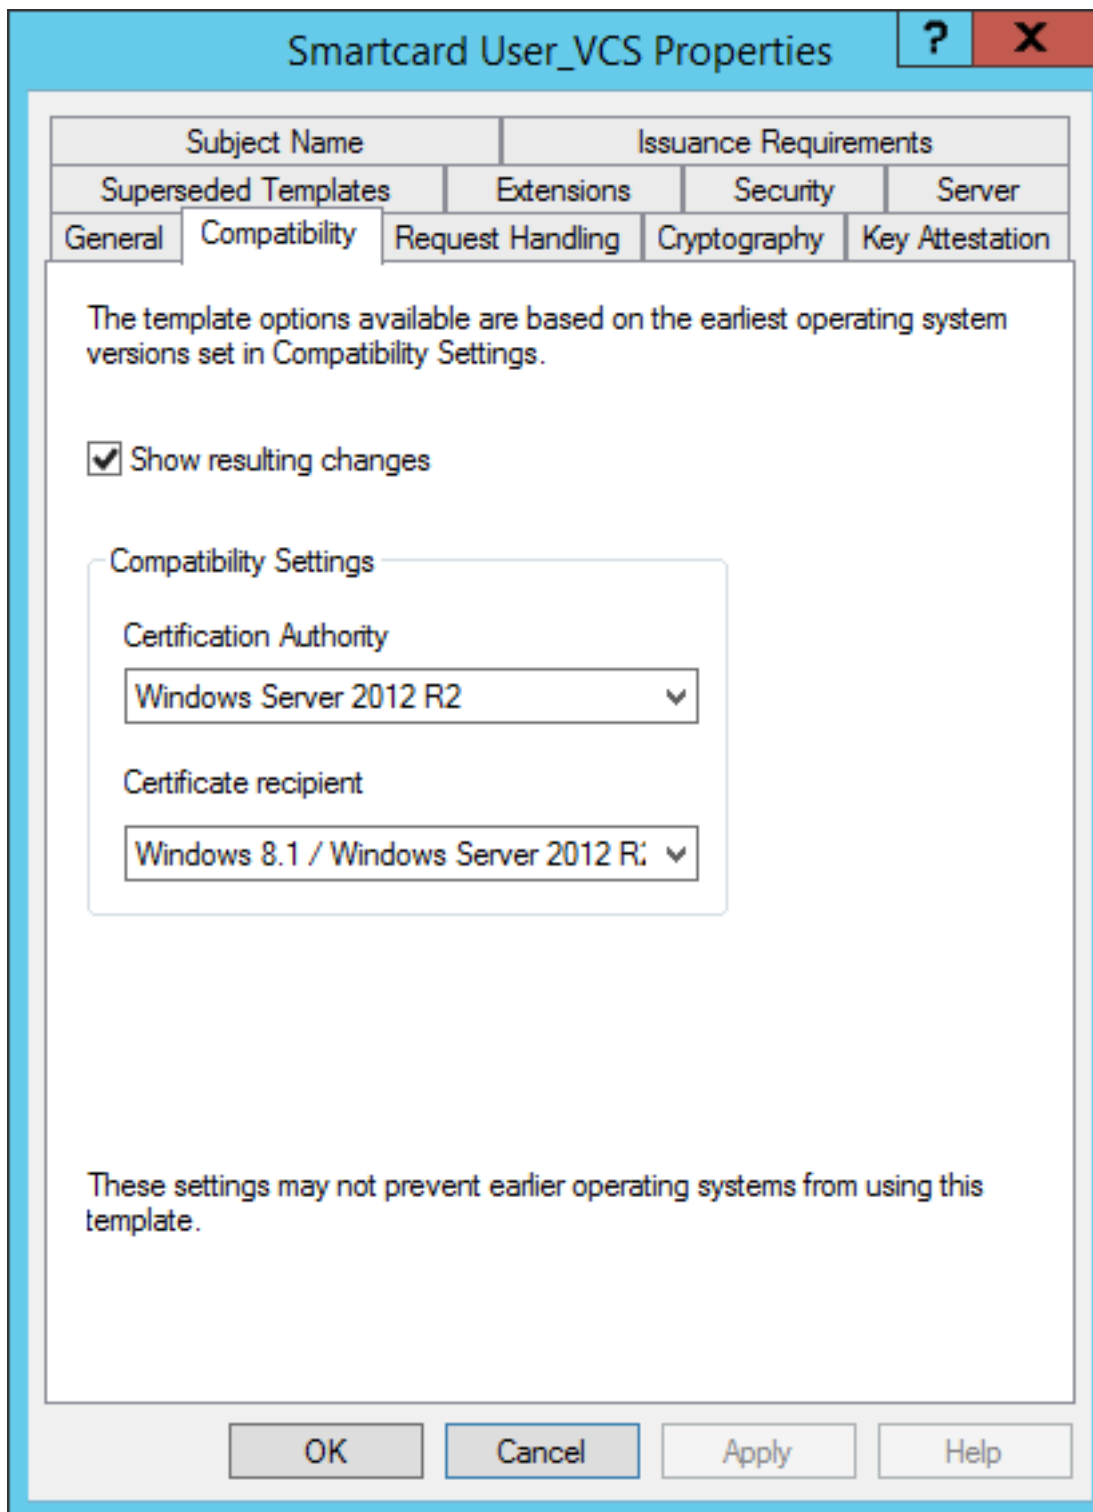 Smartcard User_VCS Properties
?
X
Subject Name
Issuance Requirements
Superseded Templates
Extensions
Security
Server
General
Compatibility
Request Handling
Cryptography
Key Attestation
The template options available are based on the earliest operating system
versions set in Compatibility Settings.
Show resulting changes
Compatibility Settings
Certification Authority
Windows Server 2012 R2
Certificate recipient
Windows 8.1 / Windows Server 2012 R2
These settings may not prevent earlier operating systems from using this
template.
OK
Cancel
Apply
Help